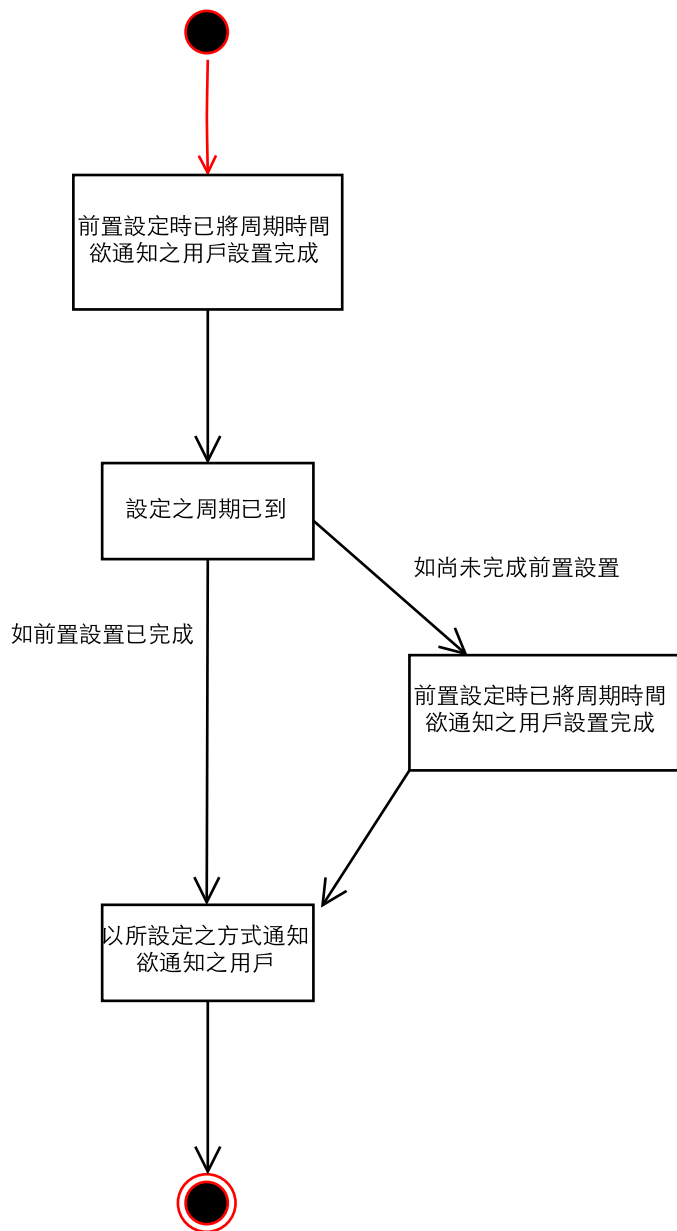 前置設定時已將周期時間
欲通知之用戶設置完成
設定之周期已到
如尚未完成前置設置
如前置設置已完成
前置設定時已將周期時間
欲通知之用戶設置完成
以所設定之方式通知
欲通知之用戶